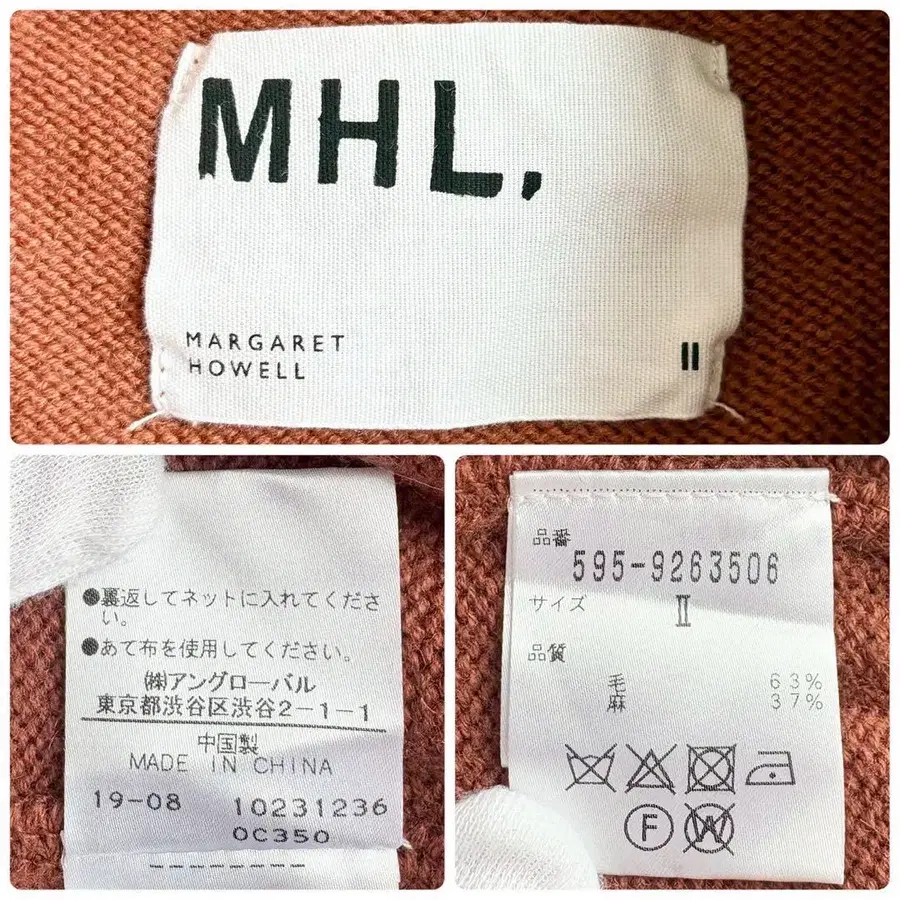 MHL.
MARGARET
HOWELL
II
●裏返してネットに入れてくださ
い。
●あて布を使用してください。
㈱アングローバル
東京都渋谷区渋谷2-1-1
中国製
MADE IN CHINA
19-08 10231236
0C350
品番
595-9263506
サイズ
II
品質
毛 63%
麻 37%
F
W